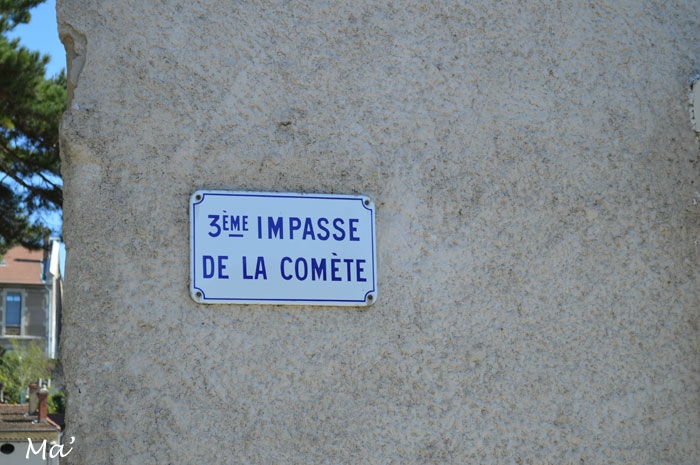 3ÈME IMPASSE
DE LA COMÈTE
Ma'